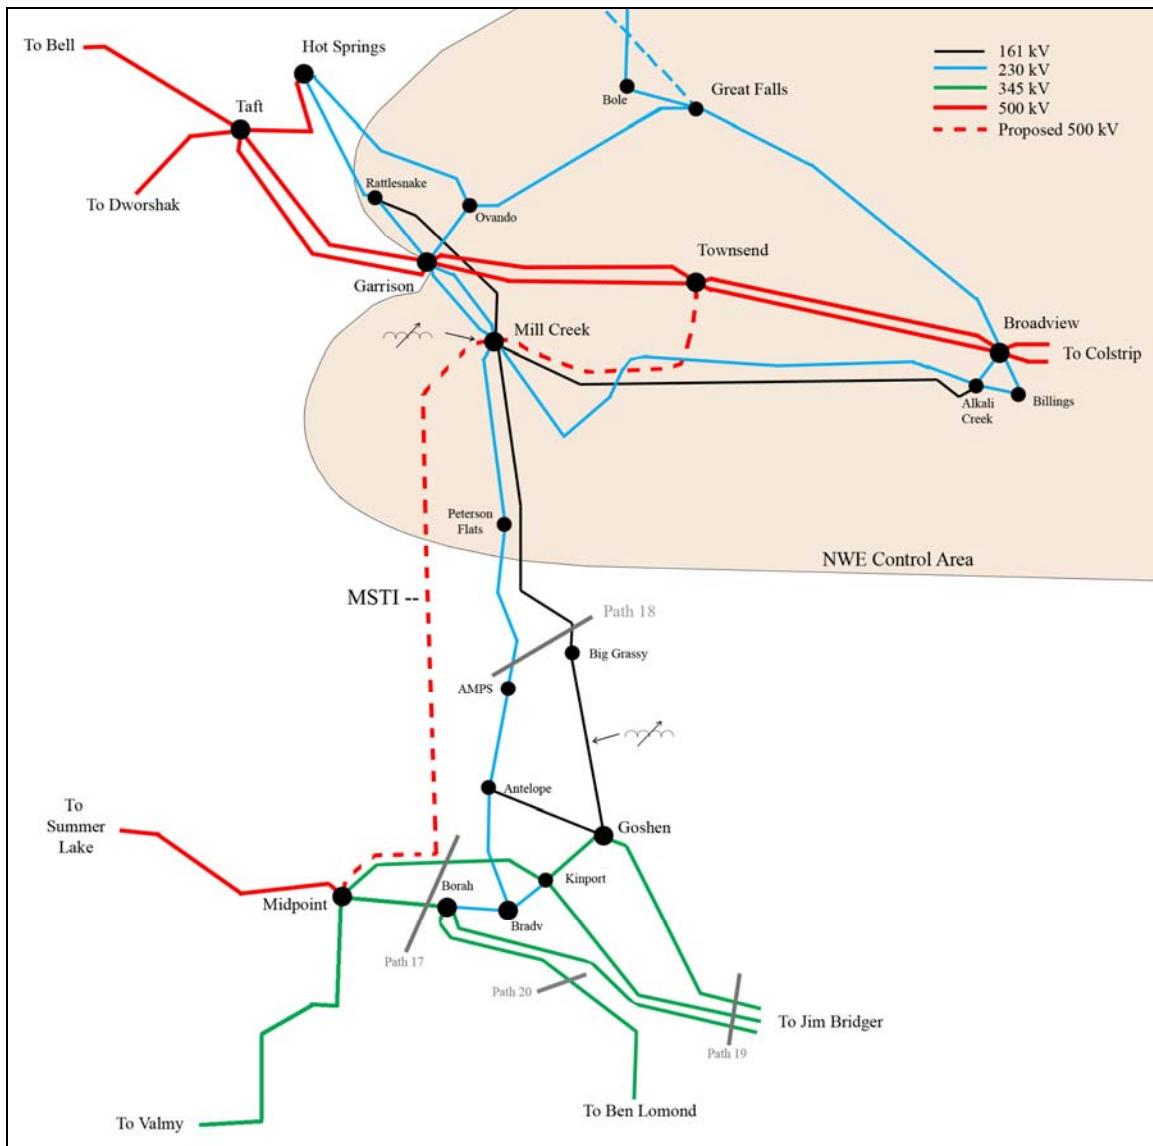 To Bell
Hot Springs
Taft
To Dworshak
Bole
Great Falls
161 kV
230 kV
345 kV
500 kV
Proposed 500 kV
Rattlesnake
Ovando
Garrison
Townsend
Mill Creek
Broadview
To Colstrip
Alkali
Creek
Billings
Peterson
Flats
NWE Control Area
MSTI --
Path 18
Big Grassy
AMPS
Antelope
Goshen
To
Summer
Lake
Midpoint
Borah
Kinport
Bradv
Path 17
Path 20
To Jim Bridger
Path 19
To Valmy
To Ben Lomond